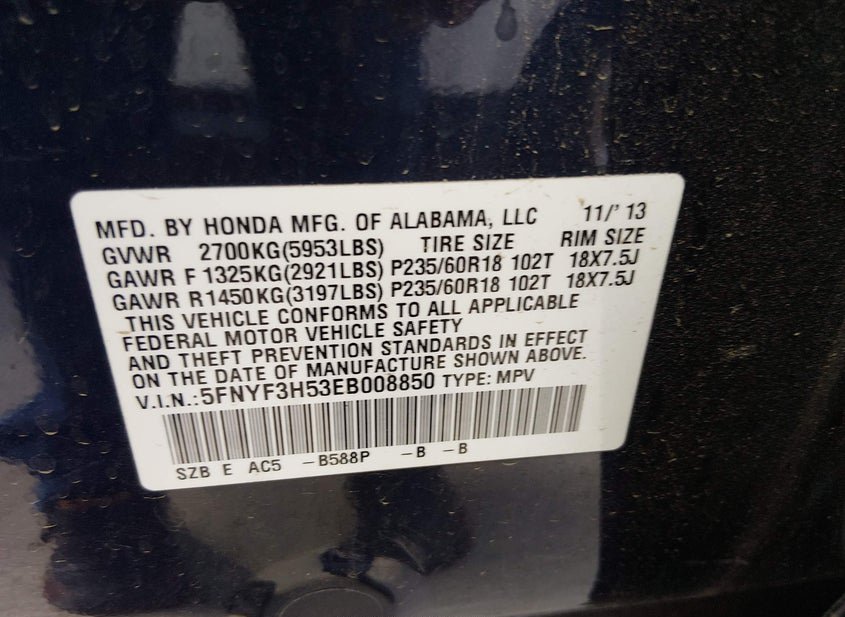 MFD. BY HONDA MFG. OF ALABAMA, LLC 11/' 13
GVWR 2700KG(5953LBS) TIRE SIZE RIM SIZE
GAWR F 1325KG(2921LBS) P235/60R18 102T 18X7.5J
GAWR R1450KG(3197LBS) P235/60R18 102T 18X7.5J
THIS VEHICLE CONFORMS TO ALL APPLICABLE
FEDERAL MOTOR VEHICLE SAFETY
AND THEFT PREVENTION STANDARDS IN EFFECT
ON THE DATE OF MANUFACTURE SHOWN ABOVE.
V.I.N.:5FNYF3H53EB008850 TYPE: MPV
SZB E AC5 -B588P -B -B